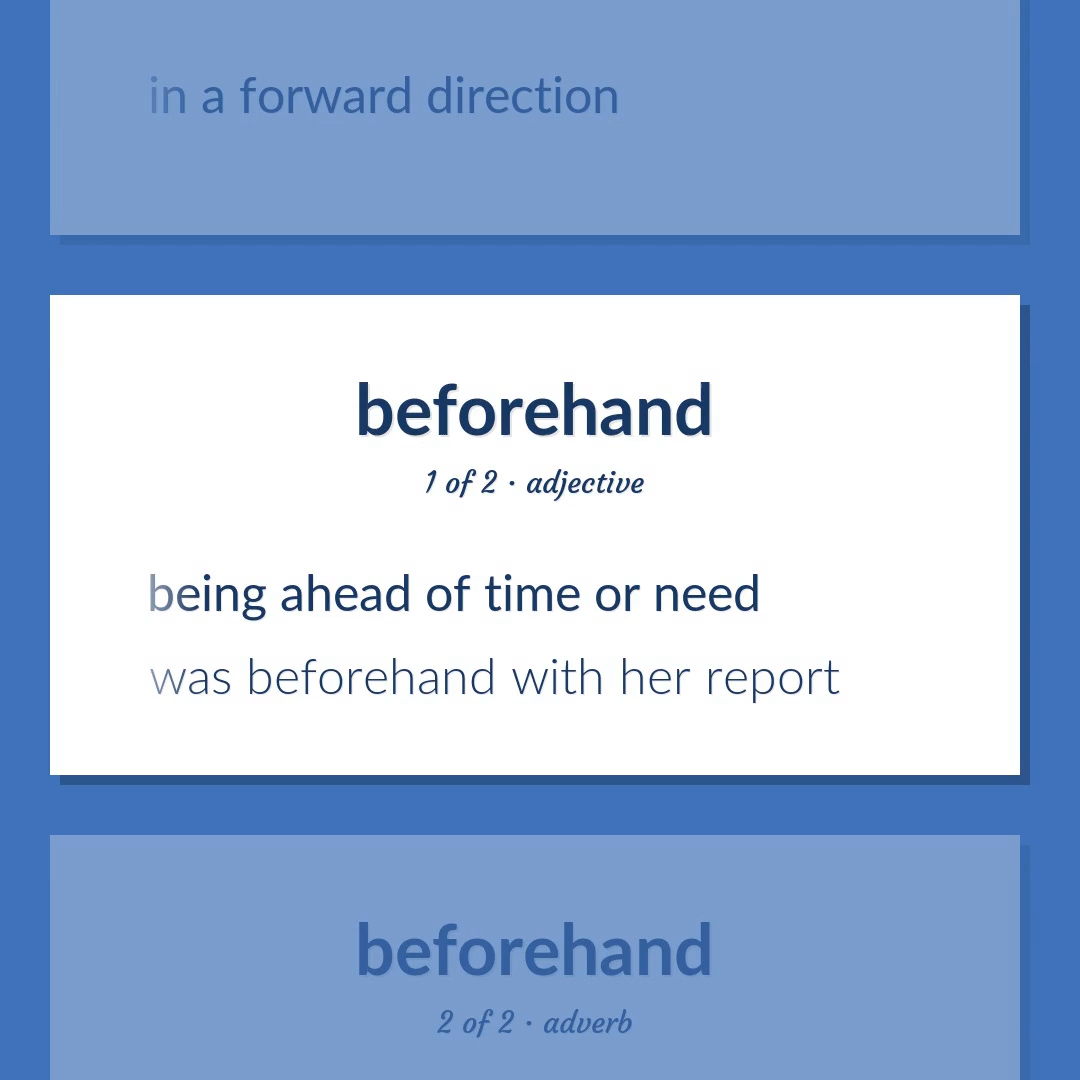 in a forward direction
beforehand
1 of 2 · adjective
being ahead of time or need
was beforehand with her report
beforehand
2 of 2 · adverb